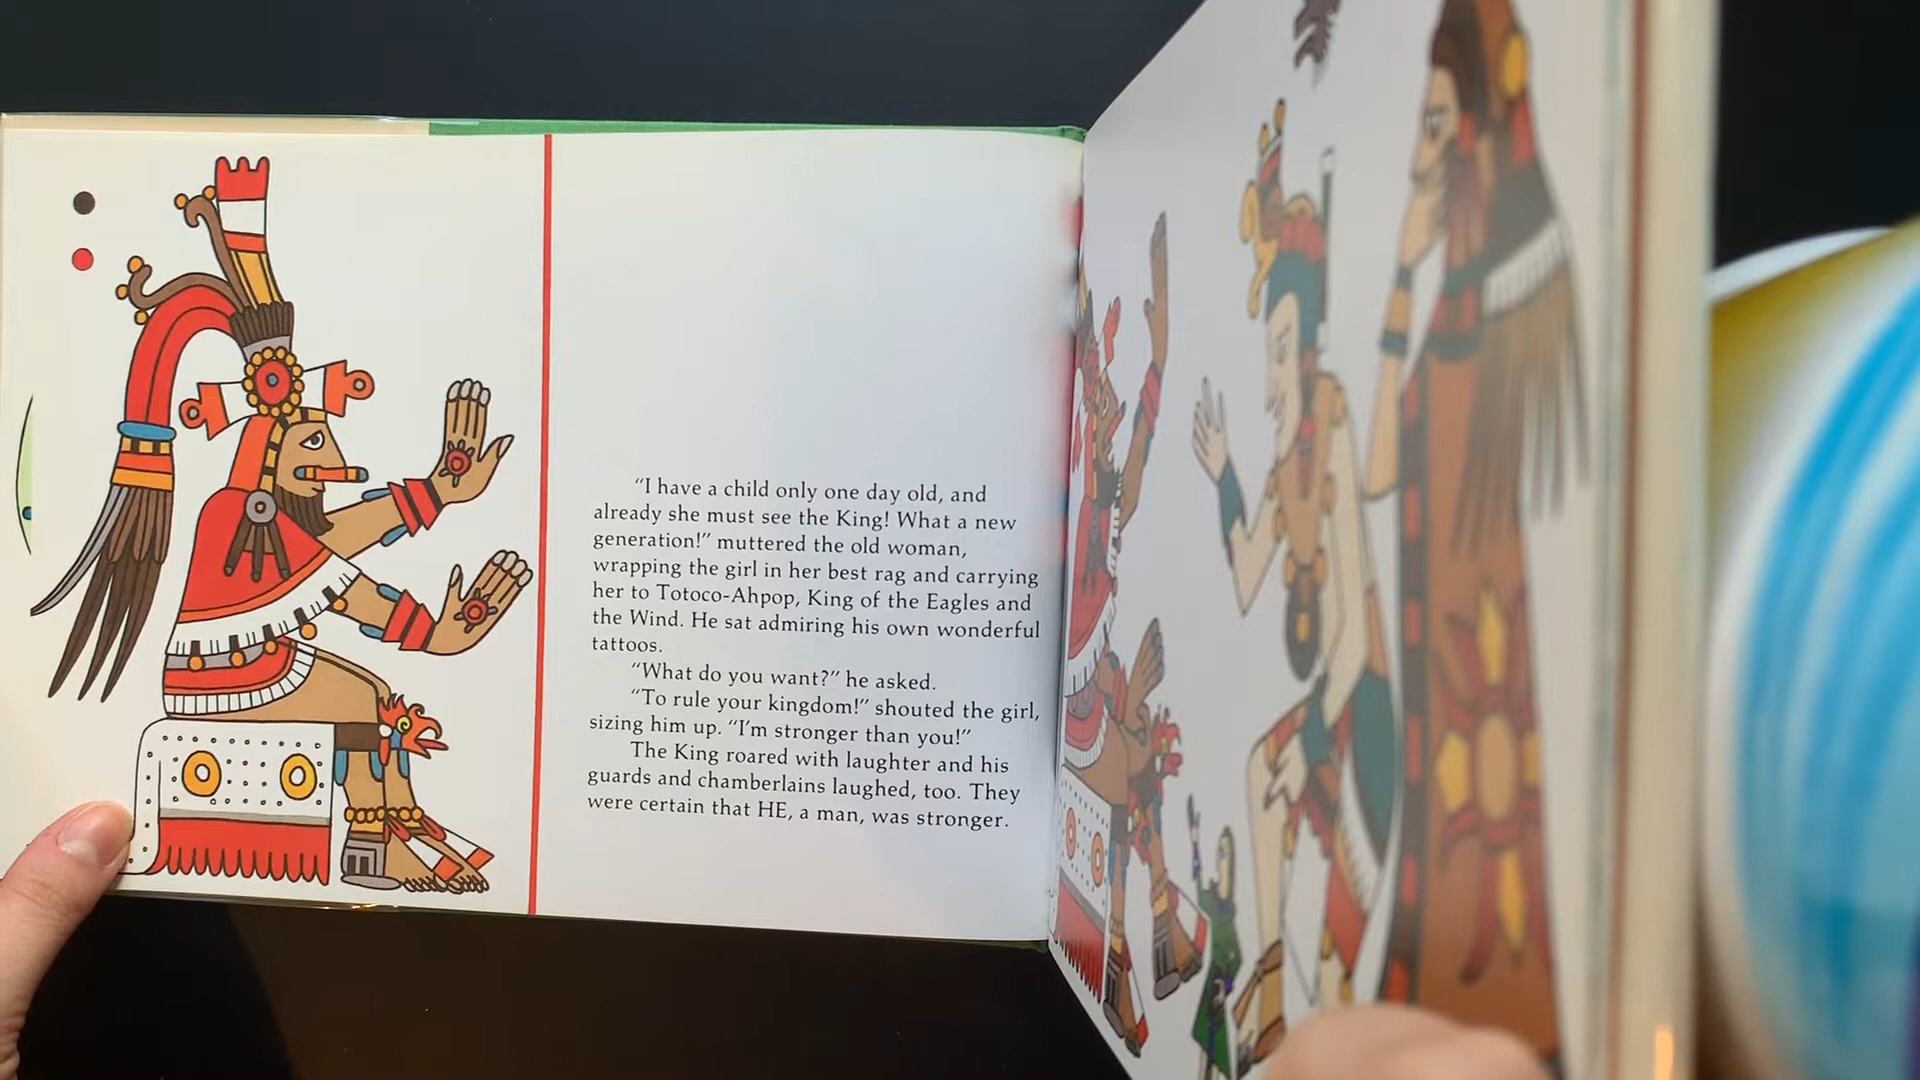 “I have a child only one day old, and
already she must see the King! What a new
generation!” muttered the old woman,
wrapping the girl in her best rag and carrying
her to Totoco-Ahpop, King of the Eagles and
the Wind. He sat admiring his own wonderful
tattoos.
“What do you want?” he asked.
“To rule your kingdom!” shouted the girl,
sizing him up. “I’m stronger than you!”
The King roared with laughter and his
guards and chamberlains laughed, too. They
were certain that HE, a man, was stronger.